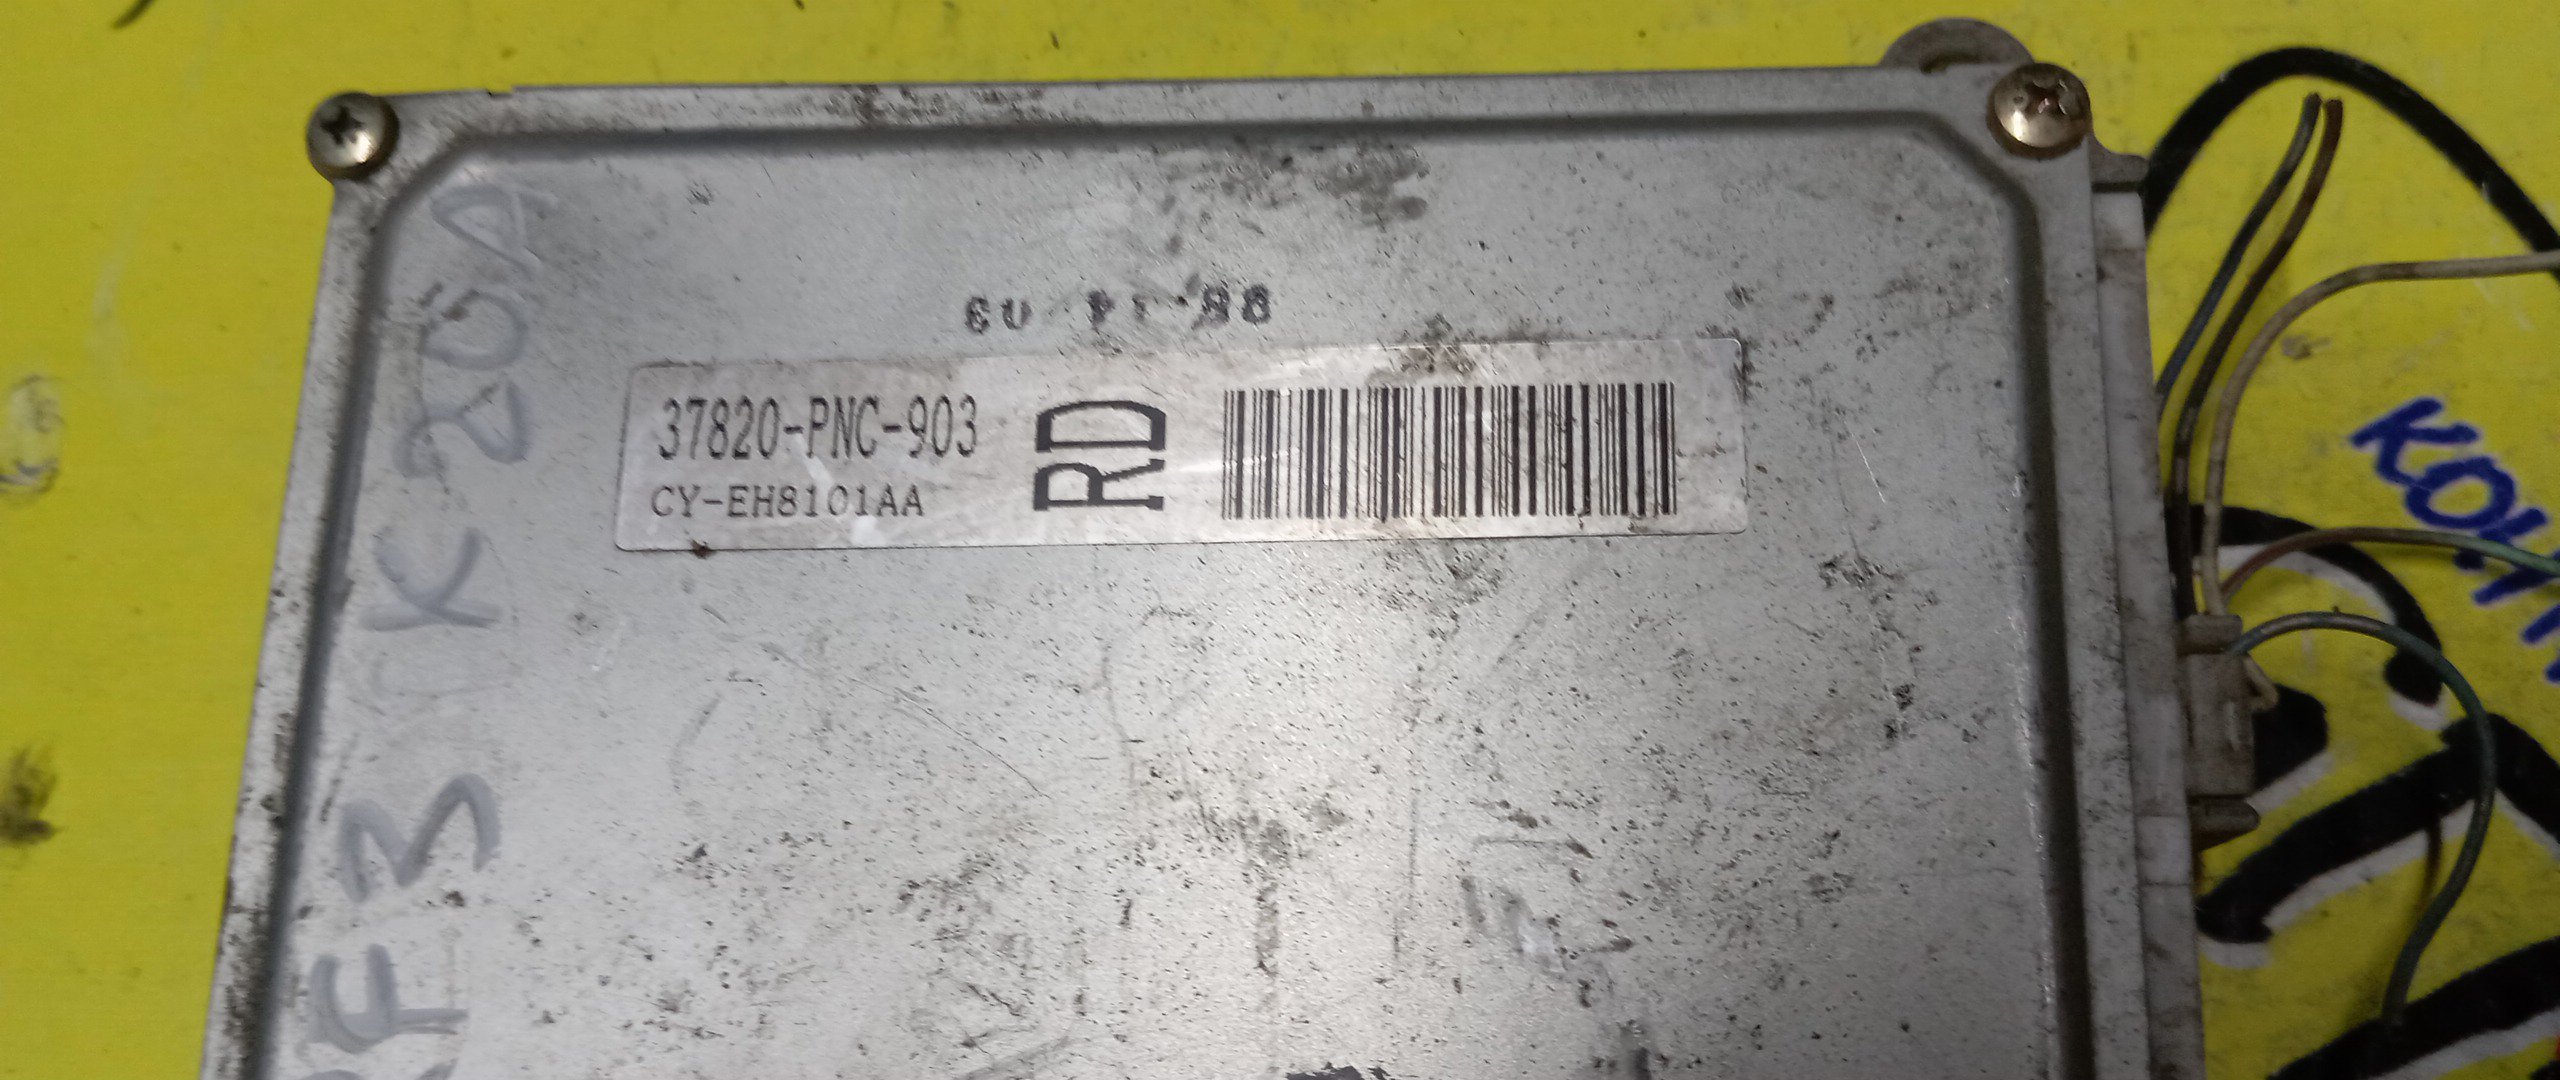 37820-PNC-903
CY-EH8101AA
RD
RF3 K20A